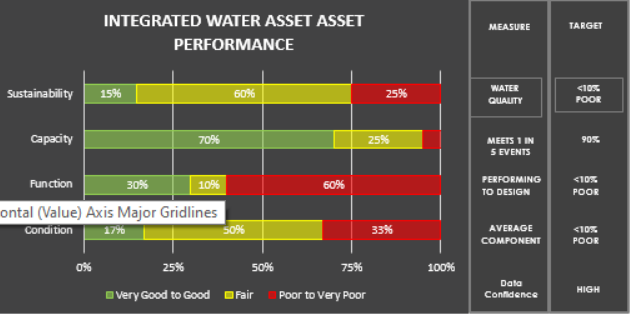 INTEGRATED WATER ASSET ASSET
PERFORMANCE
Sustainability
15%
60%
25%
Capacity
70%
25%
Function
30%
10%
60%
ontal (Value) Axis Major Gridlines
Condition
17%
50%
33%
0%
25%
50%
75%
100%
Very Good to Good
Fair
Poor to Very Poor
MEASURE
TARGET
WATER
QUALITY
<10%
POOR
MEETS 1 IN
5 EVENTS
90%
PERFORMING
TO DESIGN
<10%
POOR
AVERAGE
COMPONENT
<10%
POOR
Data
Confidence
HIGH